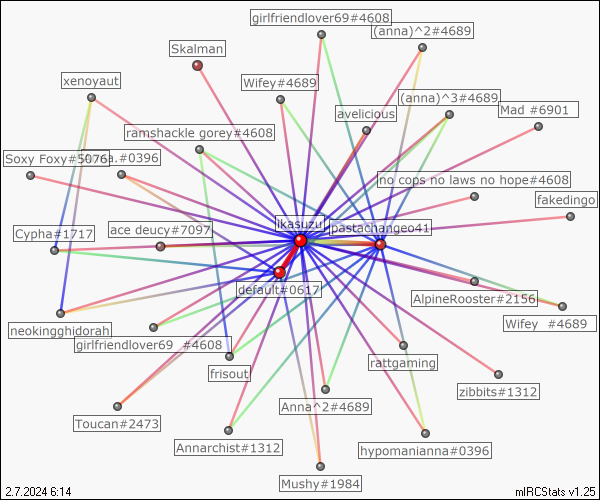 girlfriendlover69#4608
(anna)^2#4689
Skalman
xenoyaut
Wifey#4689
(anna)^3#4689
avelicious
Mad #6901
ramshackle gorey#4608
Soxy Foxy#5076
a.#0396
no cops no laws no hope#4608
fakedingo
ikasuzu
pastachangeo41
ace deucy#7097
Cypha#1717
default#0617
AlpineRooster#2156
Wifey  #4689
neokingghidorah
girlfriendlover69  #4608
rattgaming
frisout
zibbits#1312
Anna^2#4689
Toucan#2473
Annarchist#1312
hypomanianna#0396
Mushy#1984
2.7.2024 6:14
mIRCStats v1.25